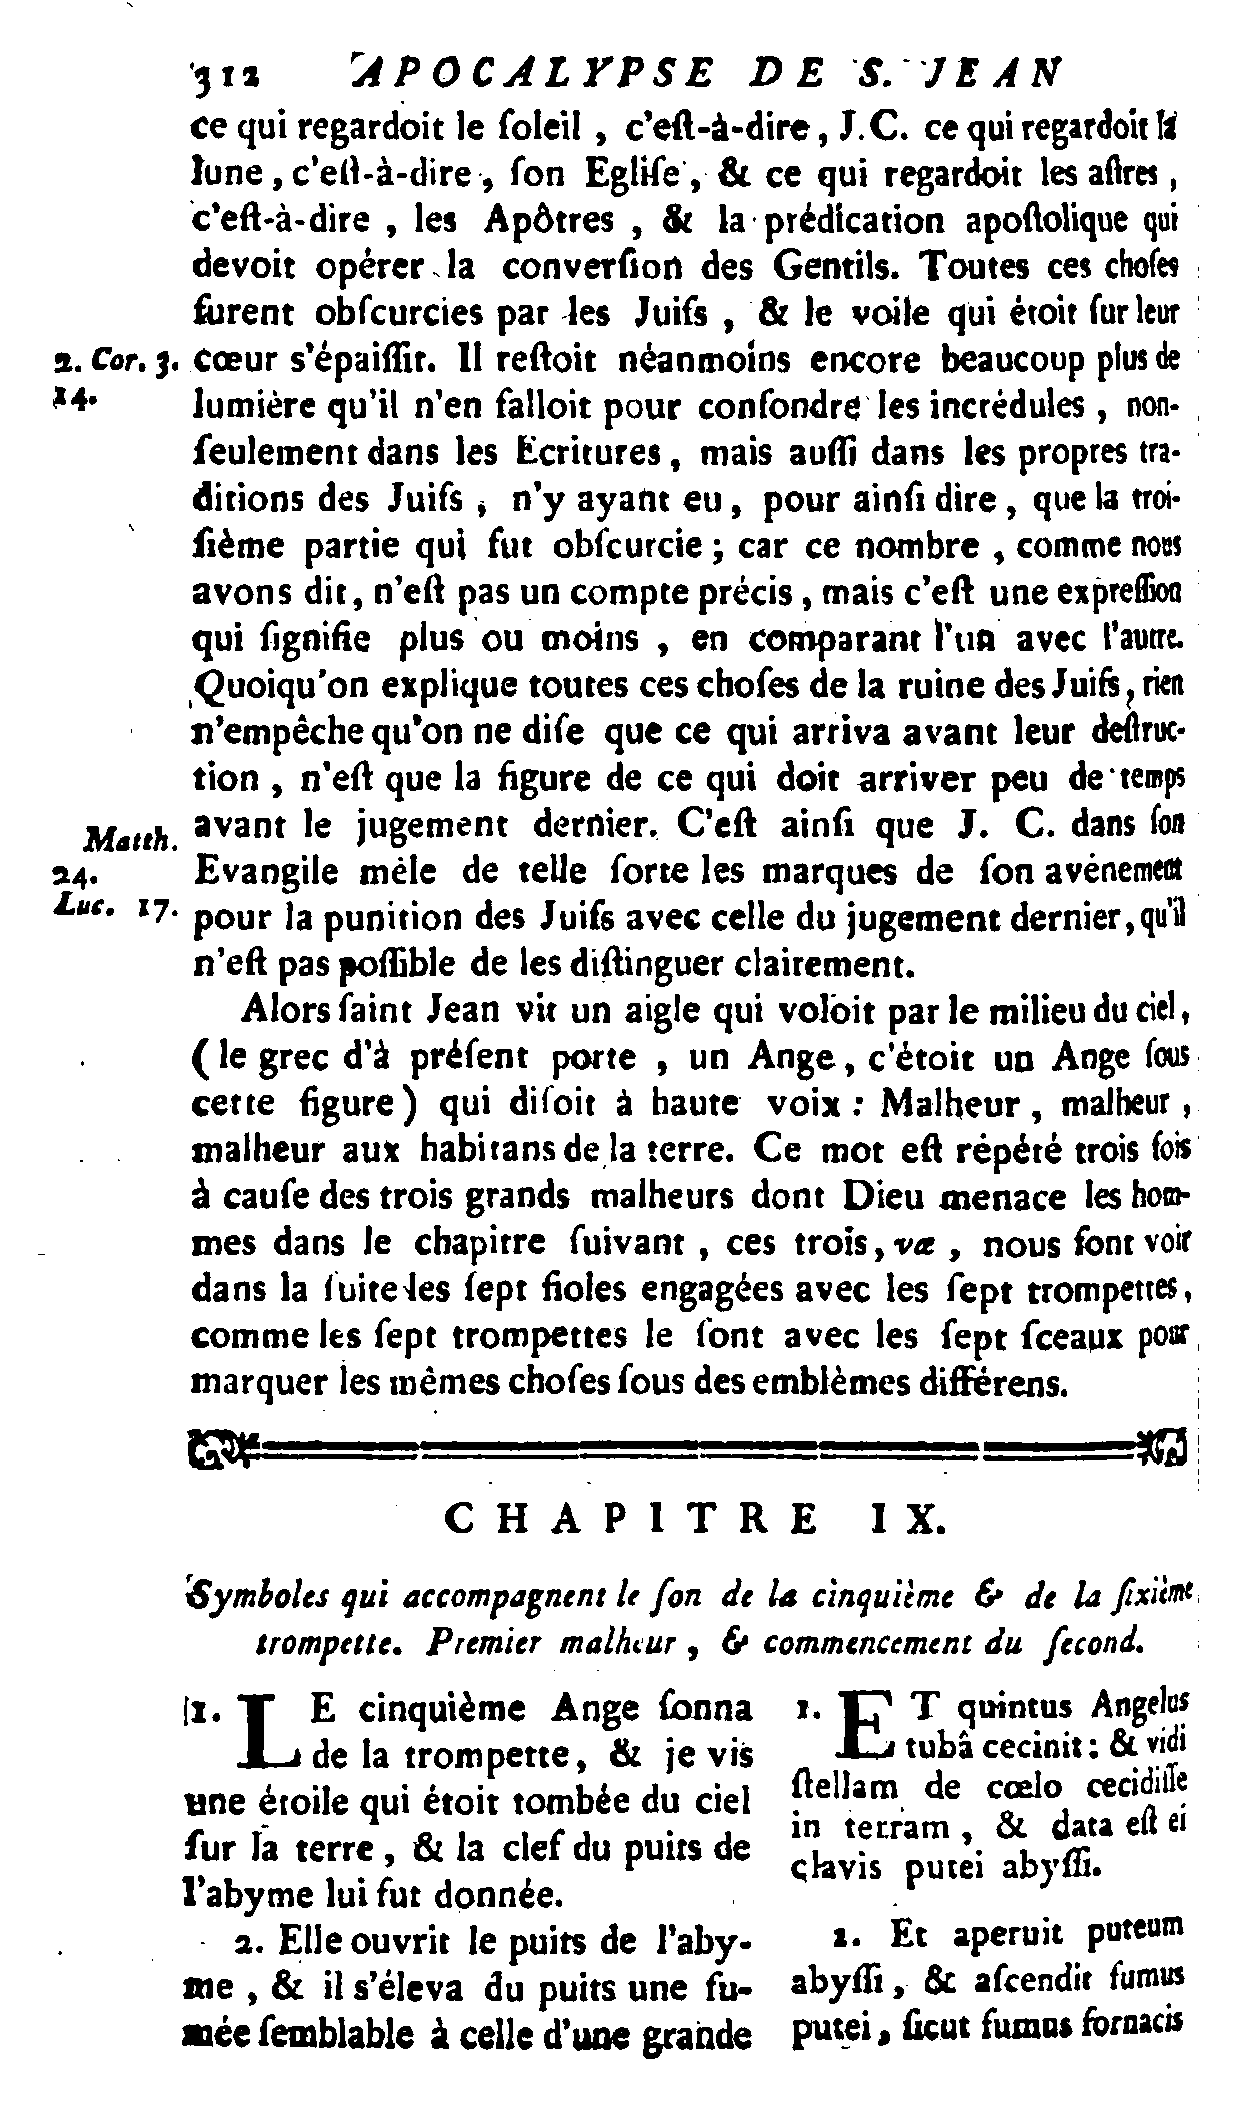 312 APOCALYPSE DE S. JEAN
ce qui regardoit le ſoleil, c'eſt-à-dire, J.C. ce qui regardoit la
lune, c'eſt-à-dire, ſon Egliſe, & ce qui regardoit les aſtres,
c'eſt-à-dire, les Apôtres, & la prédication apoſtolique qui
devoit opérer la converſion des Gentils. Toutes ces choſes
furent obſcurcies par les Juifs, & le voile qui étoit ſur leur
2. Cor. 3. cœur s'épaiſſit. Il reſtoit néanmoins encore beaucoup plus de
14. lumière qu'il n'en falloit pour confondre les incrédules, non-
ſeulement dans les Ecritures, mais auſſi dans les propres tra-
ditions des Juifs, n'y ayant eu, pour ainſi dire, que la troi-
ſième partie qui fut obſcurcie; car ce nombre, comme nous
avons dit, n'eſt pas un compte précis, mais c'eſt une expreſſion
qui ſignifie plus ou moins, en comparant l'un avec l'autre.
Quoiqu'on explique toutes ces choſes de la ruine des Juifs, rien
n'empêche qu'on ne diſe que ce qui arriva avant leur deſtruc-
tion, n'eſt que la figure de ce qui doit arriver peu de temps
Matth. avant le jugement dernier. C'eſt ainſi que J. C. dans ſon
24. Evangile mêle de telle ſorte les marques de ſon avénement
Luc. 17. pour la punition des Juifs avec celle du jugement dernier, qu'il
n'eſt pas poſſible de les diſtinguer clairement.
Alors ſaint Jean vit un aigle qui voloit par le milieu du ciel,
(le grec d'à préſent porte, un Ange, c'étoit un Ange ſous
cette figure) qui diſoit à haute voix: Malheur, malheur,
malheur aux habitans de la terre. Ce mot eſt répété trois fois
à cauſe des trois grands malheurs dont Dieu menace les hom-
mes dans le chapitre ſuivant, ces trois, væ, nous font voir
dans la ſuite les ſept fioles engagées avec les ſept trompettes,
comme les ſept trompettes le ſont avec les ſept ſceaux pour
marquer les mêmes choſes ſous des emblèmes différens.
CHAPITRE IX.
Symboles qui accompagnent le ſon de la cinquième & de la ſixième
trompette. Premier malheur, & commencement du ſecond.
1. LE cinquième Ange ſonna
de la trompette, & je vis
une étoile qui étoit tombée du ciel
ſur la terre, & la clef du puits de
l'abyme lui fut donnée.
2. Elle ouvrit le puits de l'aby-
me, & il s'éleva du puits une fu-
mée ſemblable à celle d'une grande
1. ET quintus Angelus
tubâ cecinit: & vidi
ſtellam de cœlo cecidiſſe
in terram, & data eſt ei
clavis putei abyſſi.
2. Et aperuit puteum
abyſſi, & aſcendit fumus
putei, ſicut fumus fornacis